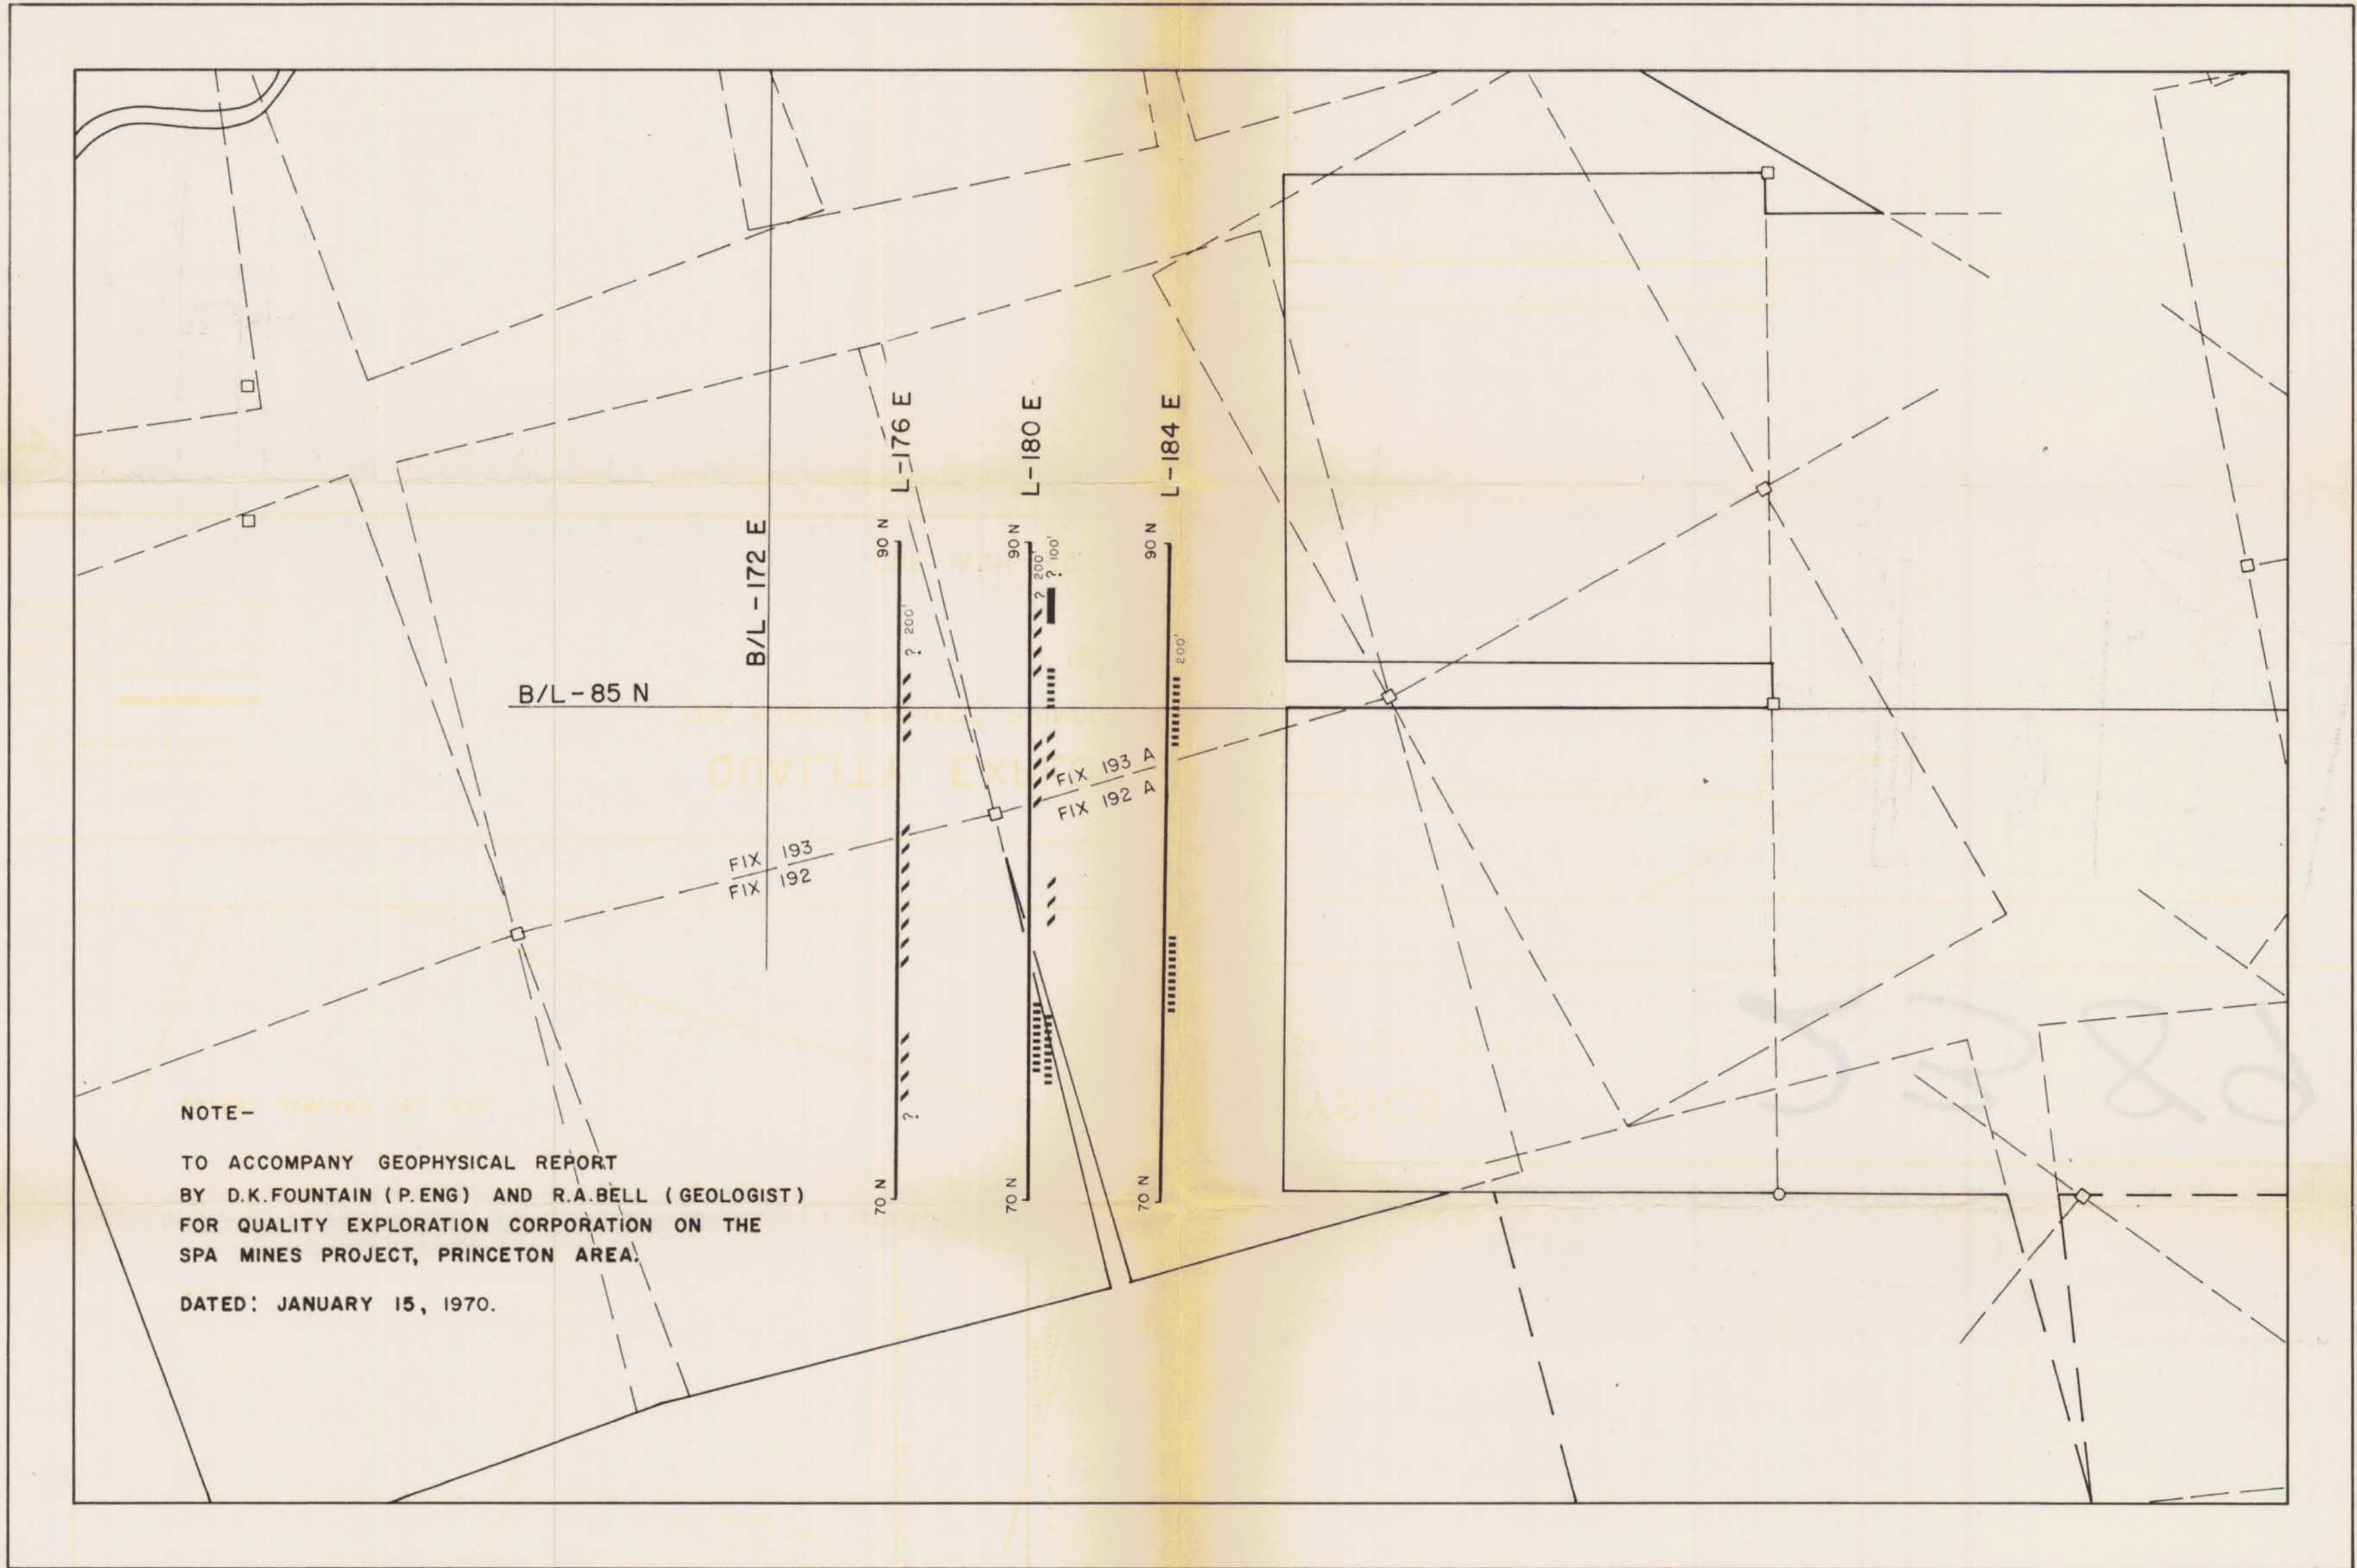 L-176 E
L-180 E
L-184 E
90 N
90 N
90 N
B/L-172 E
? 200'
? 200'
? 100'
200'
B/L-85 N
FIX 193 A
FIX 192 A
FIX 193
FIX 192
?
70 N
70 N
70 N
NOTE-
TO ACCOMPANY GEOPHYSICAL REPORT
BY D.K.FOUNTAIN (P.ENG) AND R.A.BELL (GEOLOGIST)
FOR QUALITY EXPLORATION CORPORATION ON THE
SPA MINES PROJECT, PRINCETON AREA.
DATED: JANUARY 15, 1970.